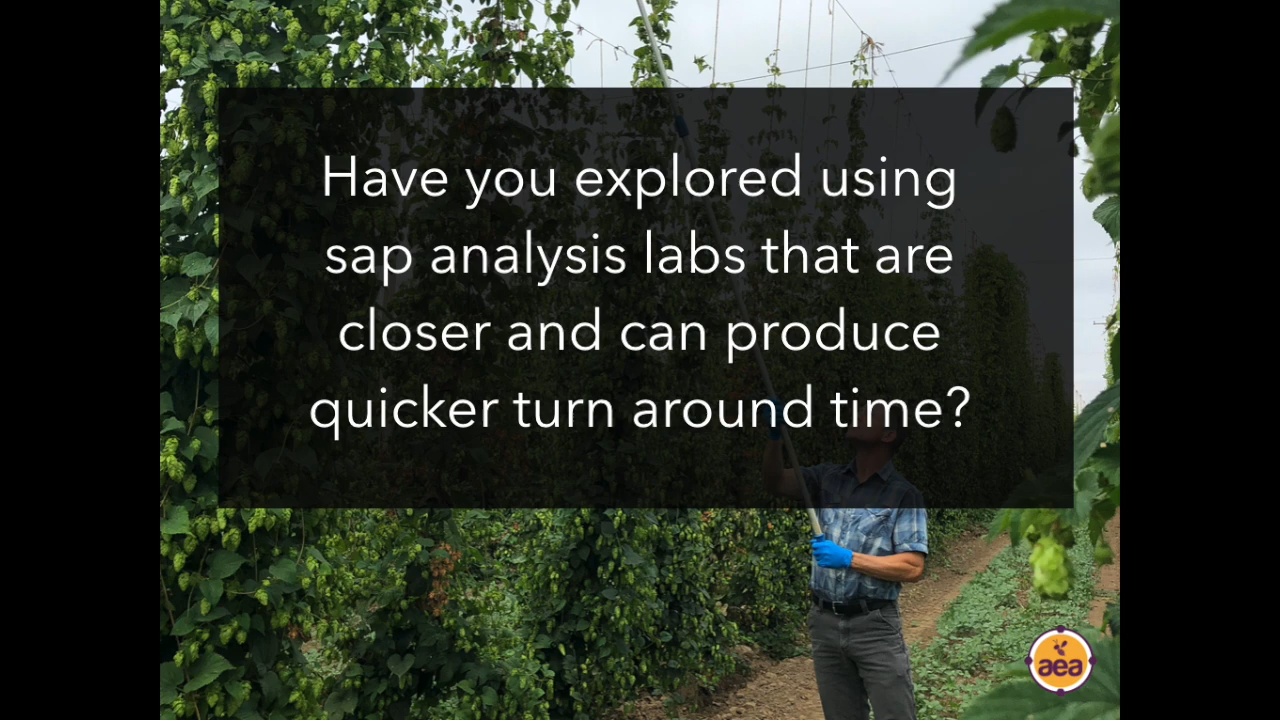 Have you explored using
sap analysis labs that are
closer and can produce
quicker turn around time?
aea